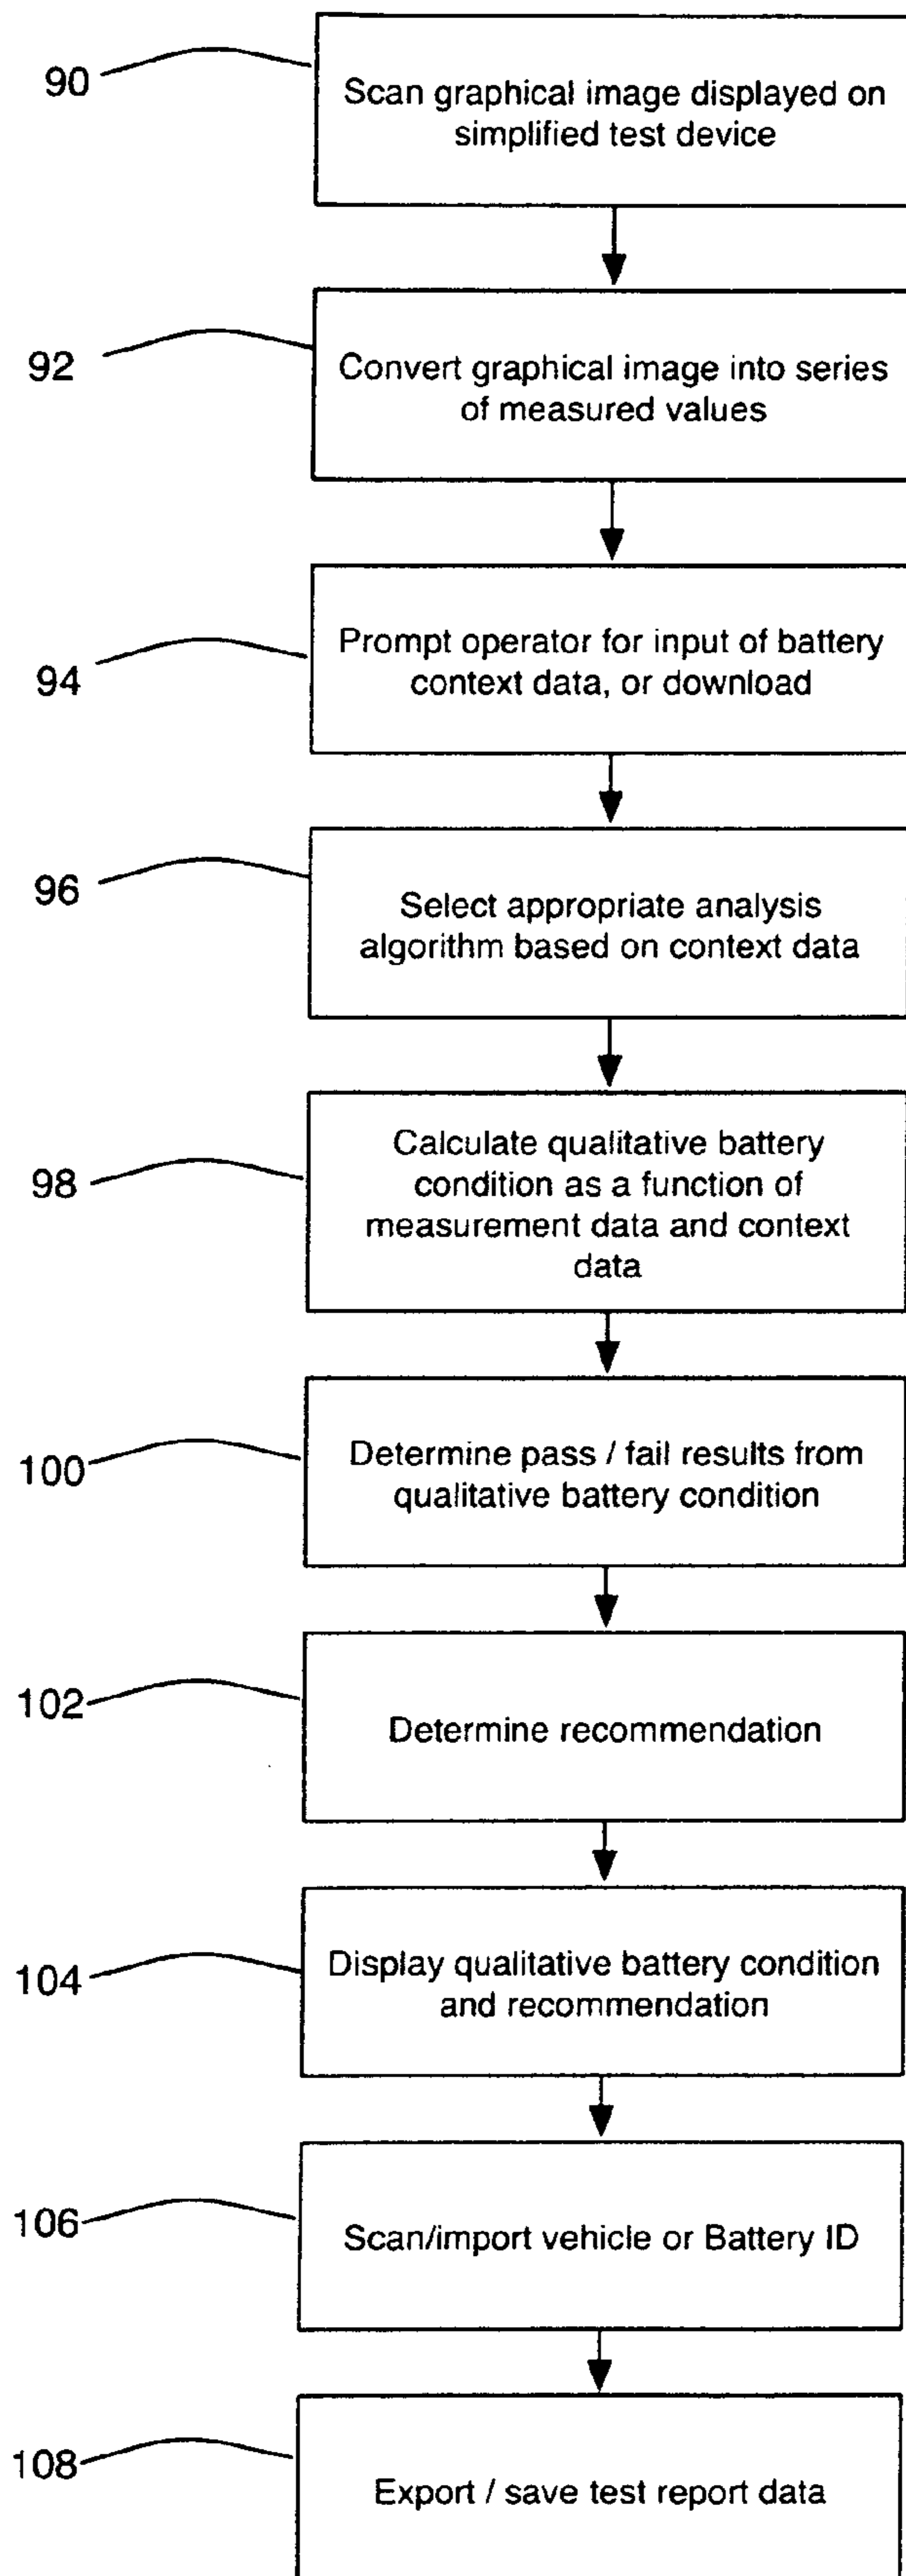 90
Scan graphical image displayed on
simplified test device
92
Convert graphical image into series
of measured values
94
Prompt operator for input of battery
context data, or download
96
Select appropriate analysis
algorithm based on context data
98
Calculate qualitative battery
condition as a function of
measurement data and context
data
100
Determine pass / fail results from
qualitative battery condition
102
Determine recommendation
104
Display qualitative battery condition
and recommendation
106
Scan/import vehicle or Battery ID
108
Export / save test report data